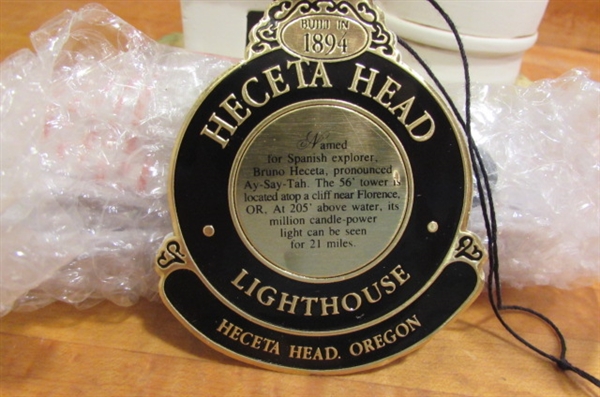 BUILT IN
1894
HECETA HEAD
Named
for Spanish explorer,
Bruno Heceta, pronounced
Ay-Say-Tah. The 56' tower is
located atop a cliff near Florence,
OR. At 205' above water, its
million candle-power
light can be seen
for 21 miles.
LIGHTHOUSE
HECETA HEAD, OREGON